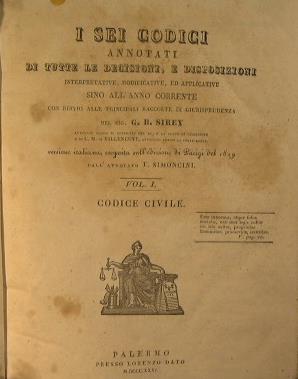 I SEI CODICI
ANNOTATI
DI TUTTE LE DECISIONI, E DISPOSIZIONI
INTERPRETATIVE, MODIFICATIVE, ED APPLICATIVE
SINO ALL'ANNO CORRENTE
CON RINVIO ALLE PRINCIPALI RACCOLTE DI GIURISPRUDENZA
DEL SIG. G. B. SIREY
versione italiana, eseguita sull'edizione di Parigi del 1829
DALL'AVVOCATO T. SIMONCINI.
VOL. I.
CODICE CIVILE.
PALERMO
PRESSO LORENZO DATO